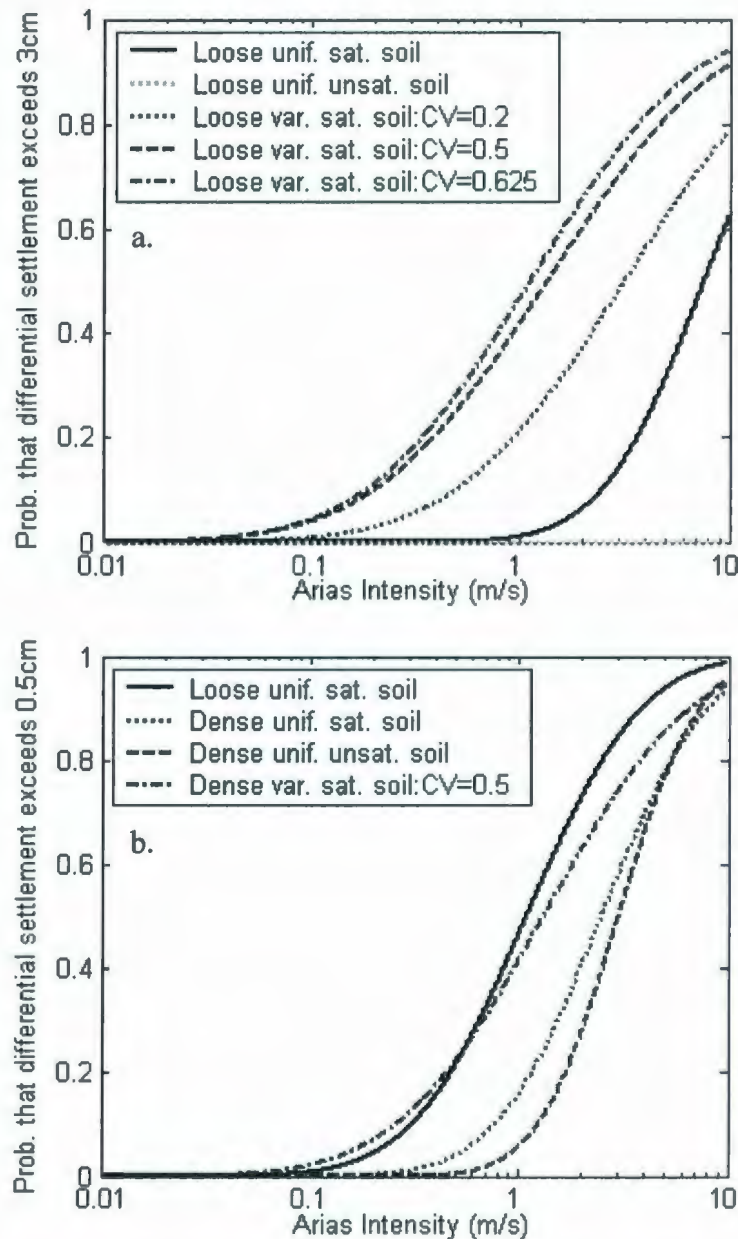 Prob. that differential settlement exceeds 3cm
1
0.8
0.6
0.4
0.2
0
Loose unif. sat. soil
Loose unif. unsat. soil
Loose var. sat. soil:CV=0.2
Loose var. sat. soil:CV=0.5
Loose var. sat. soil:CV=0.625
a.
0.01 0.1 1 10
Arias Intensity (m/s)
Prob. that differential settlement exceeds 0.5cm
1
0.8
0.6
0.4
0.2
0
Loose unif. sat. soil
Dense unif. sat. soil
Dense unif. unsat. soil
Dense var. sat. soil:CV=0.5
b.
0.01 0.1 1 10
Arias Intensity (m/s)